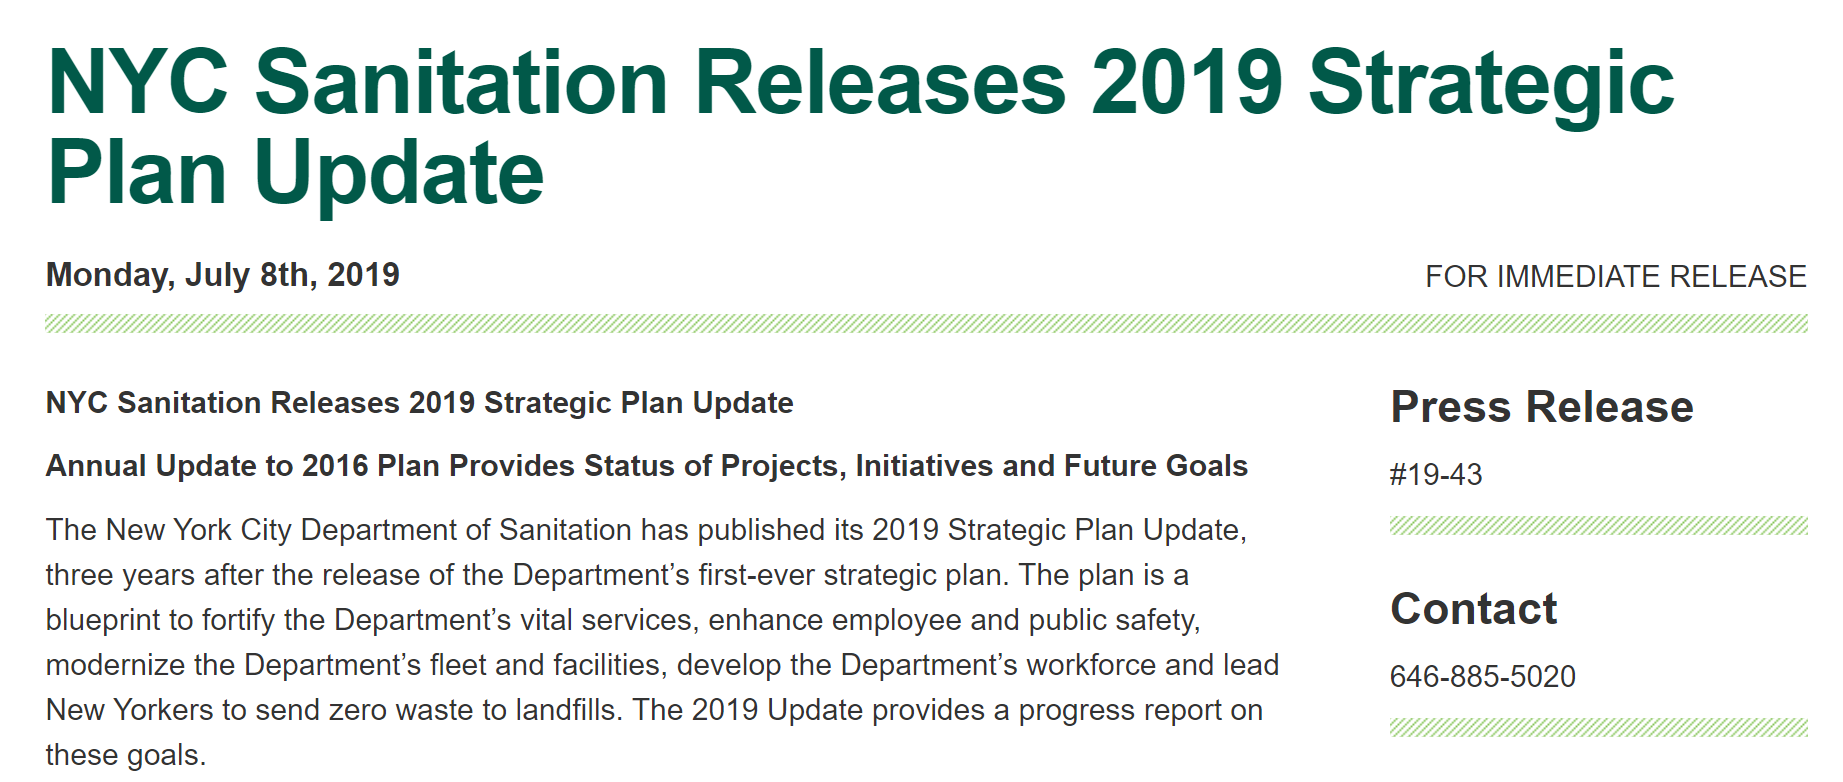 NYC Sanitation Releases 2019 Strategic
Plan Update
Monday, July 8th, 2019
FOR IMMEDIATE RELEASE
NYC Sanitation Releases 2019 Strategic Plan Update
Annual Update to 2016 Plan Provides Status of Projects, Initiatives and Future Goals
The New York City Department of Sanitation has published its 2019 Strategic Plan Update,
three years after the release of the Department’s first-ever strategic plan. The plan is a
blueprint to fortify the Department’s vital services, enhance employee and public safety,
modernize the Department’s fleet and facilities, develop the Department’s workforce and lead
New Yorkers to send zero waste to landfills. The 2019 Update provides a progress report on
these goals.
Press Release
#19-43
Contact
646-885-5020